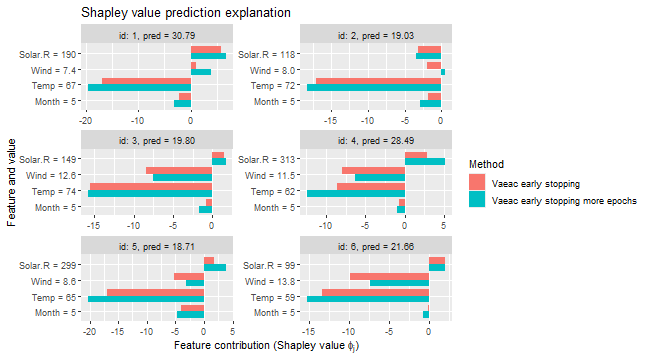 Shapley value prediction explanation
id: 1, pred = 30.79
id: 2, pred = 19.03
Solar.R = 190
Wind = 7.4
Temp = 67
Month = 5
-20
-10
0
Solar.R = 118
Wind = 8.0
Temp = 72
Month = 5
-15
-10
-5
0
id: 3, pred = 19.80
id: 4, pred = 28.49
Solar.R = 149
Wind = 12.6
Temp = 74
Month = 5
-15
-10
-5
0
Solar.R = 313
Wind = 11.5
Temp = 62
Month = 5
-10
-5
0
5
id: 5, pred = 18.71
id: 6, pred = 21.66
Solar.R = 299
Wind = 8.6
Temp = 65
Month = 5
-20
-15
-10
-5
0
5
Solar.R = 99
Wind = 13.8
Temp = 59
Month = 5
-15
-10
-5
0
Feature and value
Feature contribution (Shapley value ϕj)
Method
Vaeac early stopping
Vaeac early stopping more epochs